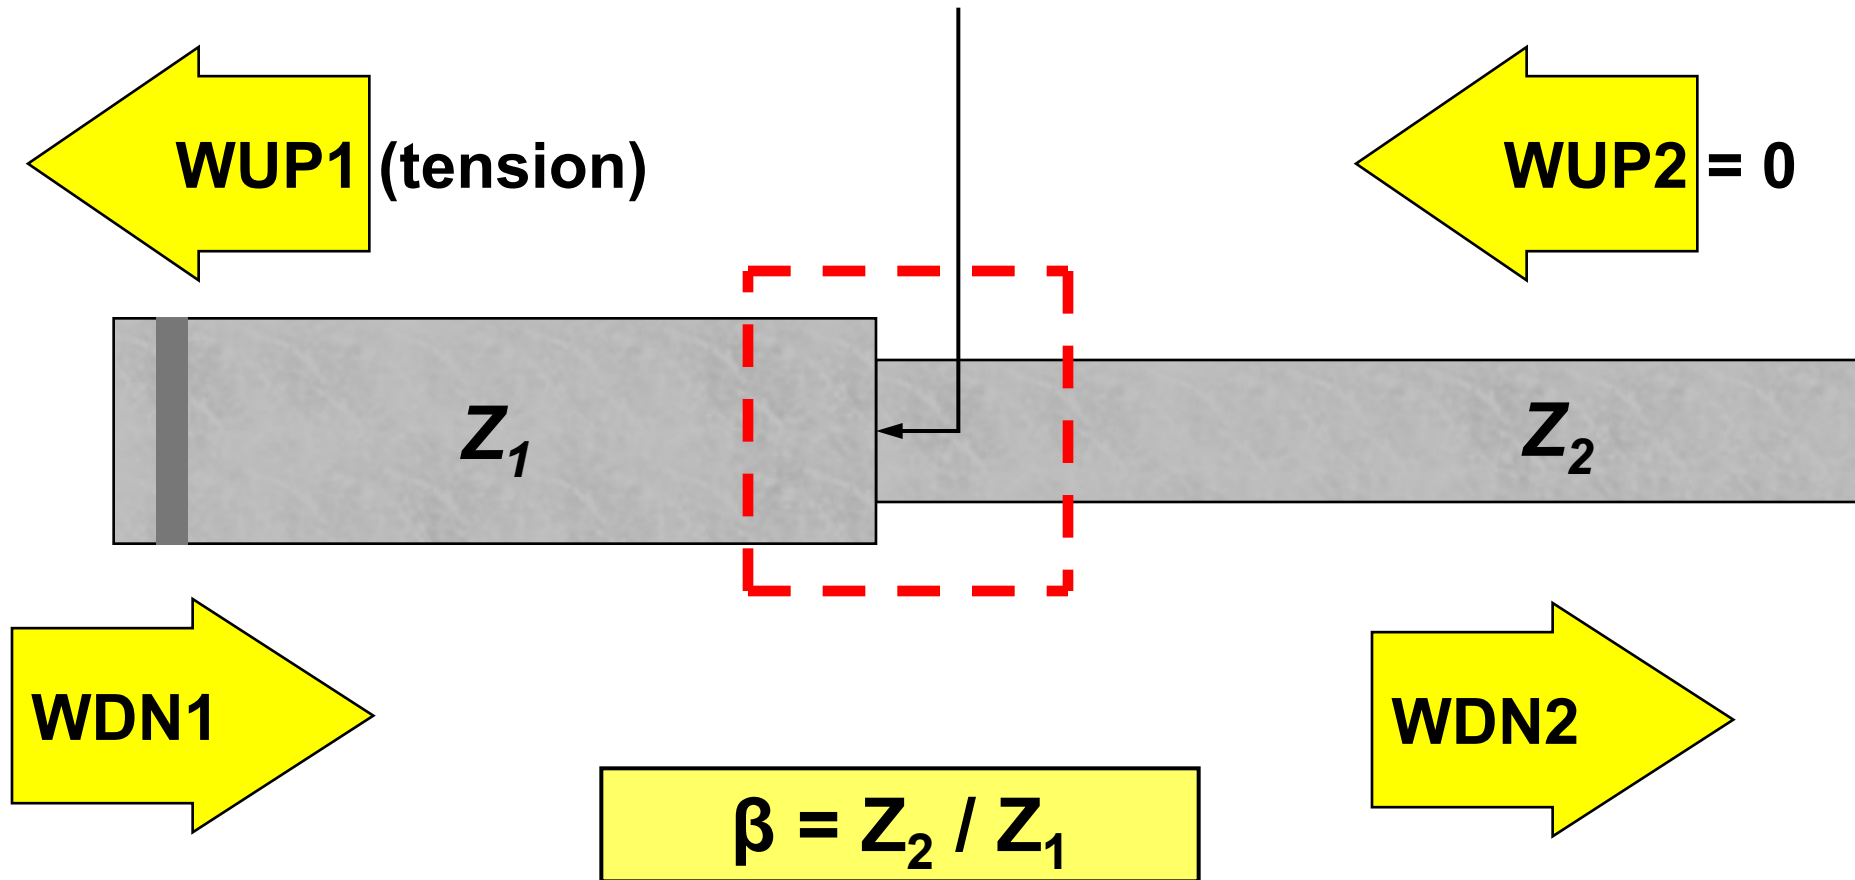 WUP1 (tension)
WUP2 = 0
Z₁
Z₂
WDN1
WDN2
β = Z₂ / Z₁